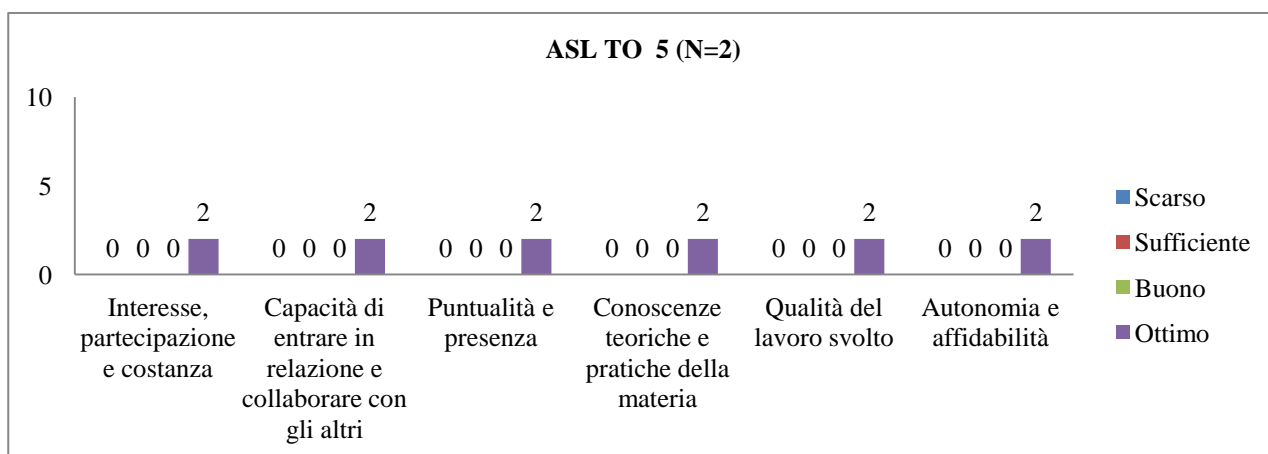 ASL TO  5 (N=2)
10
5
0
0 0 0 2
0 0 0 2
0 0 0 2
0 0 0 2
0 0 0 2
0 0 0 2
Interesse,
partecipazione
e costanza
Capacità di
entrare in
relazione e
collaborare con
gli altri
Puntualità e
presenza
Conoscenze
teoriche e
pratiche della
materia
Qualità del
lavoro svolto
Autonomia e
affidabilità
Scarso
Sufficiente
Buono
Ottimo